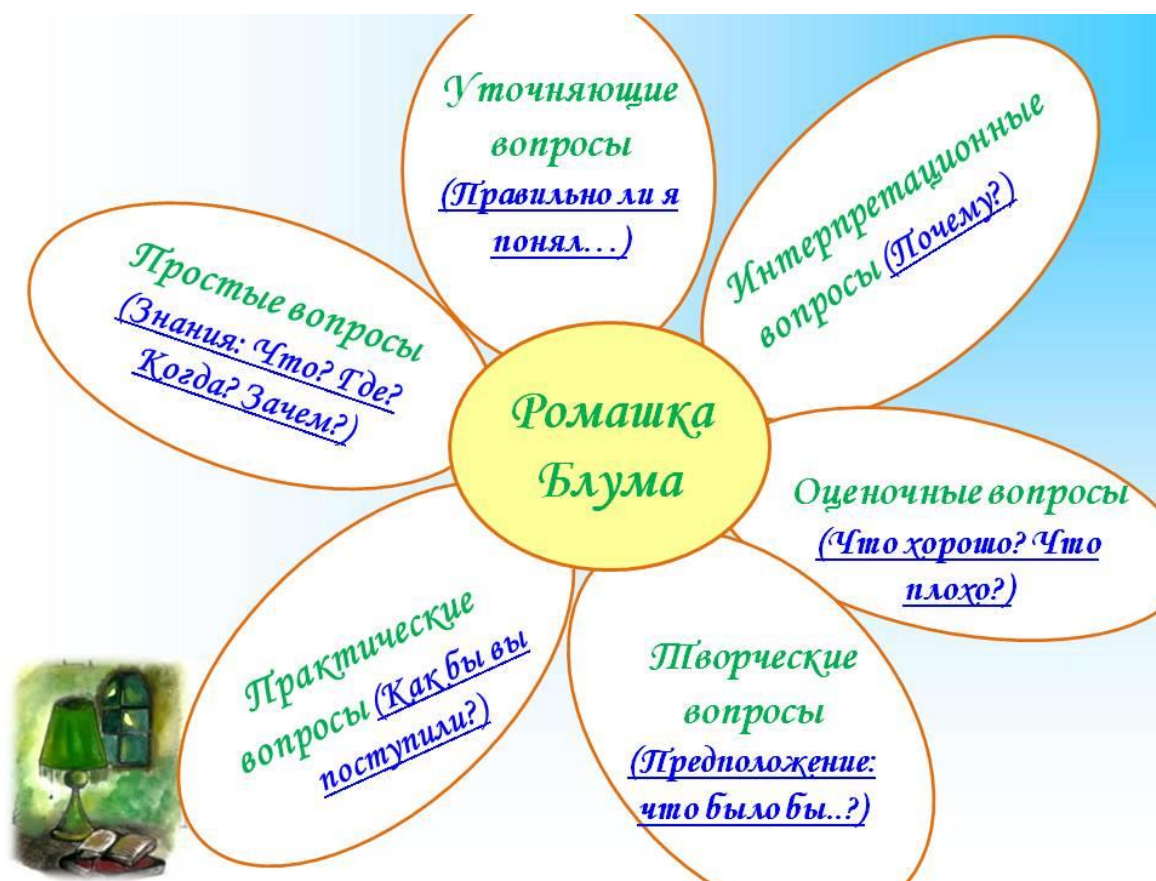 Уточняющие
вопросы
(Правильно ли я
понял…)
Интерпретационные
вопросы (Почему?)
Простые вопросы
(Знания: Что? Где?
Когда? Зачем?)
Ромашка
Блума
Оценочные вопросы
(Что хорошо? Что
плохо?)
Практические
вопросы (Как бы вы
поступили?)
Творческие
вопросы
(Предположение:
что было бы..?)